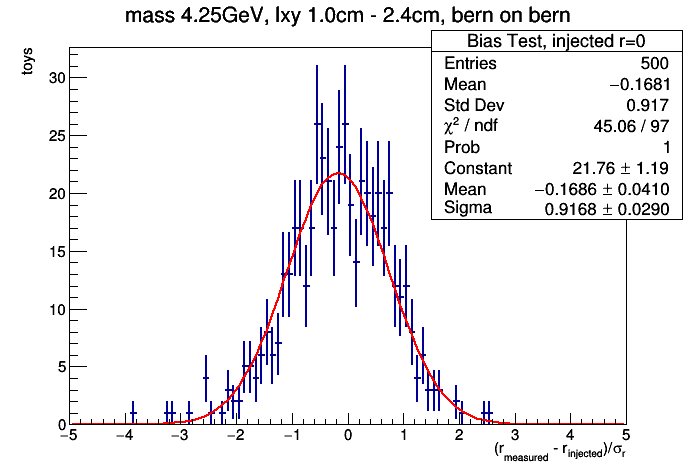 mass 4.25GeV, lxy 1.0cm - 2.4cm, bern on bern
Bias Test, injected r=0
Entries 500
Mean −0.1681
Std Dev 0.917
χ² / ndf 45.06 / 97
Prob 1
Constant 21.76 ± 1.19
Mean −0.1686 ± 0.0410
Sigma 0.9168 ± 0.0290
toys
30
25
20
15
10
5
0
−5 −4 −3 −2 −1 0 1 2 3 4 5
(r_measured - r_injected)/σ_r